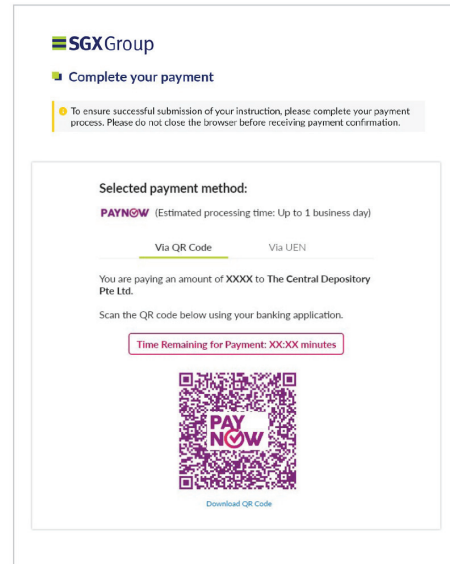 SGX Group
Complete your payment
To ensure successful submission of your instruction, please complete your payment
process. Please do not close the browser before receiving payment confirmation.
Selected payment method:
PAYNOW (Estimated processing time: Up to 1 business day)
Via QR Code Via UEN
You are paying an amount of XXXX to The Central Depository
Pte Ltd.
Scan the QR code below using your banking application.
Time Remaining for Payment: XX:XX minutes
PAY
NOW
Download QR Code